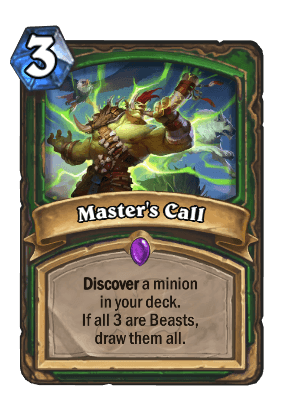 3
Master's Call
Discover a minion
in your deck.
If all 3 are Beasts,
draw them all.